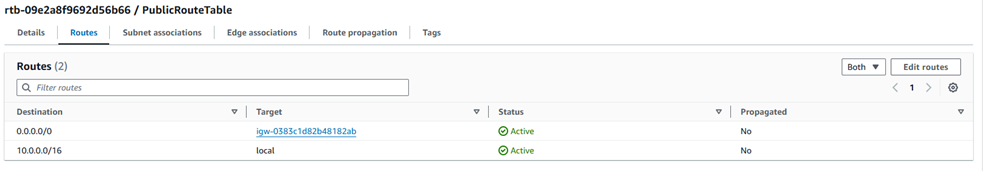 rtb-09e2a8f9692d56b66 / PublicRouteTable
Details Routes Subnet associations Edge associations Route propagation Tags
Routes (2) Both Edit routes
Filter routes 1
Destination Target Status Propagated
0.0.0.0/0 igw-0383c1d82b48182ab Active No
10.0.0.0/16 local Active No